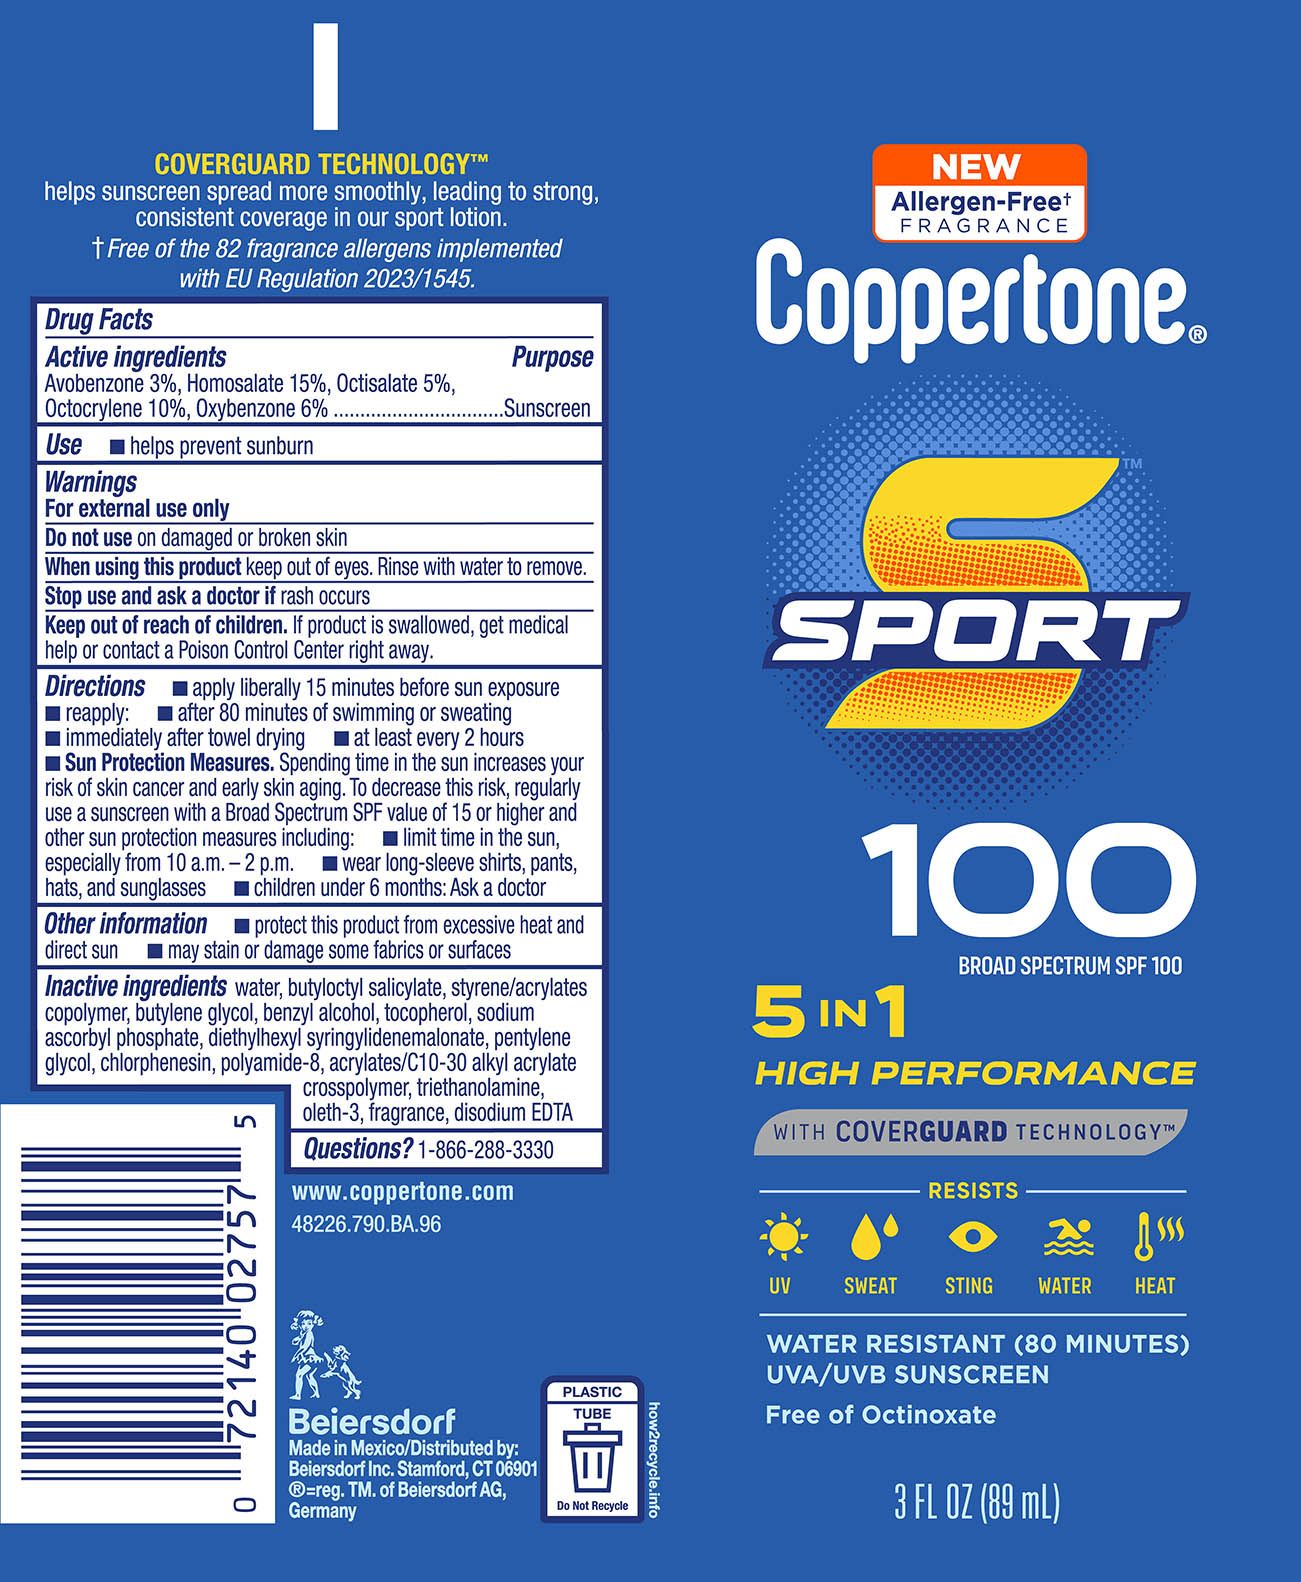 COVERGUARD TECHNOLOGY™
helps sunscreen spread more smoothly, leading to strong,
consistent coverage in our sport lotion.
† Free of the 82 fragrance allergens implemented
with EU Regulation 2023/1545.
Drug Facts
Active ingredients Purpose
Avobenzone 3%, Homosalate 15%, Octisalate 5%,
Octocrylene 10%, Oxybenzone 6% ................................Sunscreen
Use ■ helps prevent sunburn
Warnings
For external use only
Do not use on damaged or broken skin
When using this product keep out of eyes. Rinse with water to remove.
Stop use and ask a doctor if rash occurs
Keep out of reach of children. If product is swallowed, get medical
help or contact a Poison Control Center right away.
Directions ■ apply liberally 15 minutes before sun exposure
■ reapply: ■ after 80 minutes of swimming or sweating
■ immediately after towel drying ■ at least every 2 hours
■ Sun Protection Measures. Spending time in the sun increases your
risk of skin cancer and early skin aging. To decrease this risk, regularly
use a sunscreen with a Broad Spectrum SPF value of 15 or higher and
other sun protection measures including: ■ limit time in the sun,
especially from 10 a.m. – 2 p.m. ■ wear long-sleeve shirts, pants,
hats, and sunglasses ■ children under 6 months: Ask a doctor
Other information ■ protect this product from excessive heat and
direct sun ■ may stain or damage some fabrics or surfaces
Inactive ingredients water, butyloctyl salicylate, styrene/acrylates
copolymer, butylene glycol, benzyl alcohol, tocopherol, sodium
ascorbyl phosphate, diethylhexyl syringylidenemalonate, pentylene
glycol, chlorphenesin, polyamide-8, acrylates/C10-30 alkyl acrylate
crosspolymer, triethanolamine,
oleth-3, fragrance, disodium EDTA
Questions? 1-866-288-3330
www.coppertone.com
48226.790.BA.96
0 72140 02757 5
Beiersdorf
Made in Mexico/Distributed by:
Beiersdorf Inc. Stamford, CT 06901
®=reg. TM. of Beiersdorf AG,
Germany
PLASTIC
TUBE
Do Not Recycle
how2recycle.info
NEW
Allergen-Free†
FRAGRANCE
Coppertone®
S™
SPORT
100
BROAD SPECTRUM SPF 100
5 IN 1
HIGH PERFORMANCE
WITH COVERGUARD TECHNOLOGY™
RESISTS
UV SWEAT STING WATER HEAT
WATER RESISTANT (80 MINUTES)
UVA/UVB SUNSCREEN
Free of Octinoxate
3 FL OZ (89 mL)